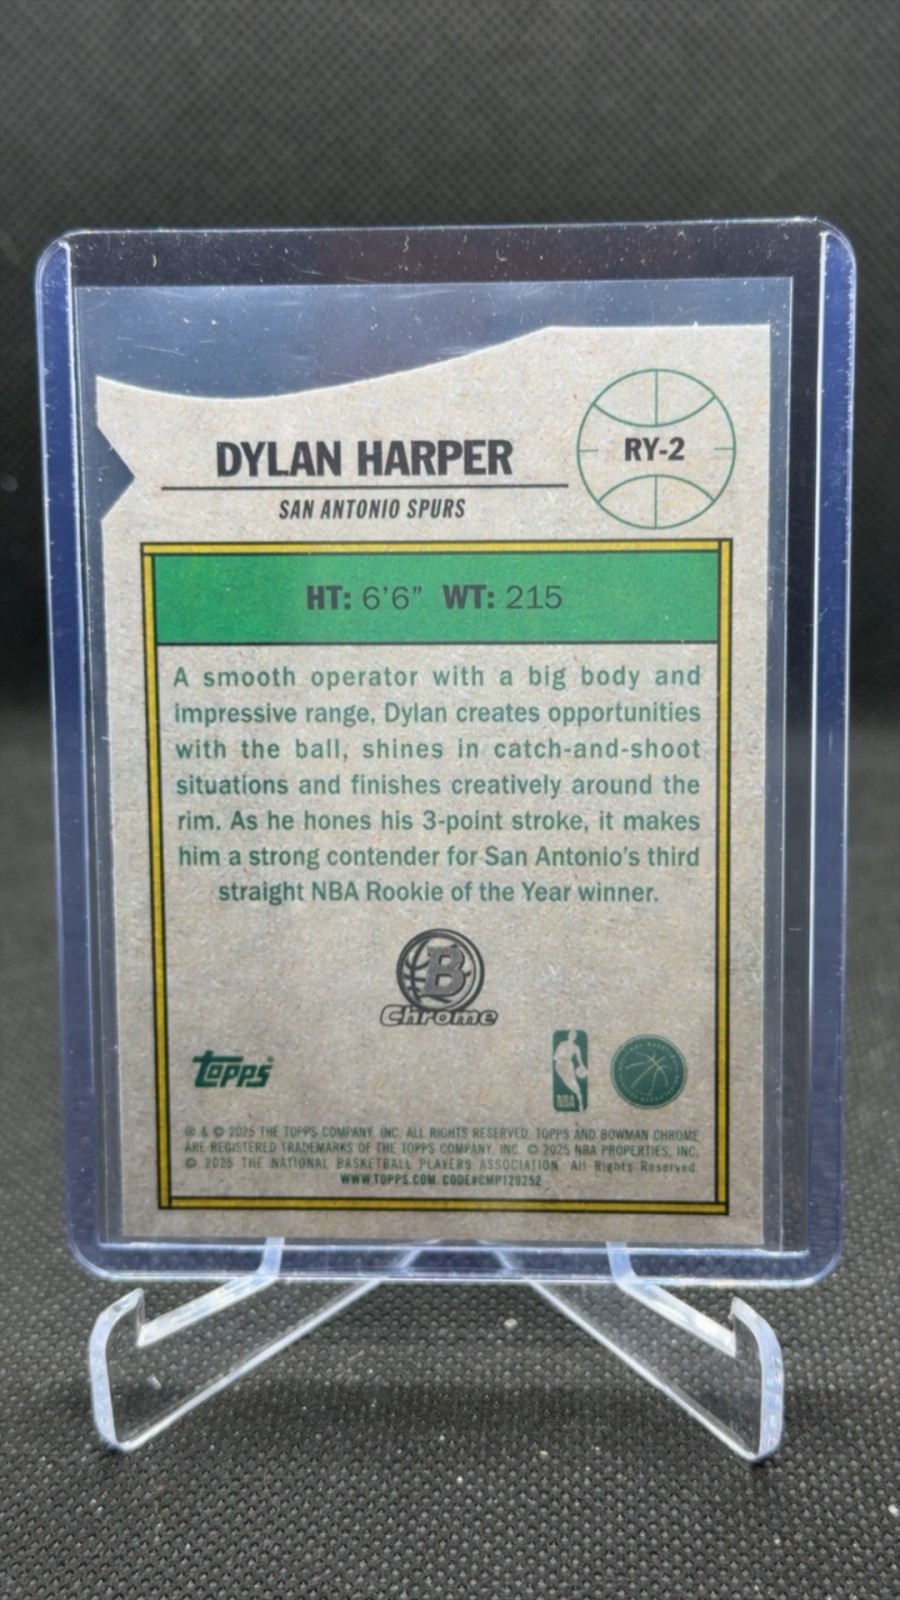 DYLAN HARPER
RY-2
SAN ANTONIO SPURS
HT: 6'6" WT: 215
A smooth operator with a big body and
impressive range, Dylan creates opportunities
with the ball, shines in catch-and-shoot
situations and finishes creatively around the
rim. As he hones his 3-point stroke, it makes
him a strong contender for San Antonio's third
straight NBA Rookie of the Year winner.
B
Chrome
Topps
NBA
® & © 2025 THE TOPPS COMPANY, INC. ALL RIGHTS RESERVED. TOPPS AND BOWMAN CHROME
ARE REGISTERED TRADEMARKS OF THE TOPPS COMPANY, INC. © 2025 NBA PROPERTIES, INC.
© 2025 THE NATIONAL BASKETBALL PLAYERS ASSOCIATION. All Rights Reserved.
WWW.TOPPS.COM CODE#CMP129252